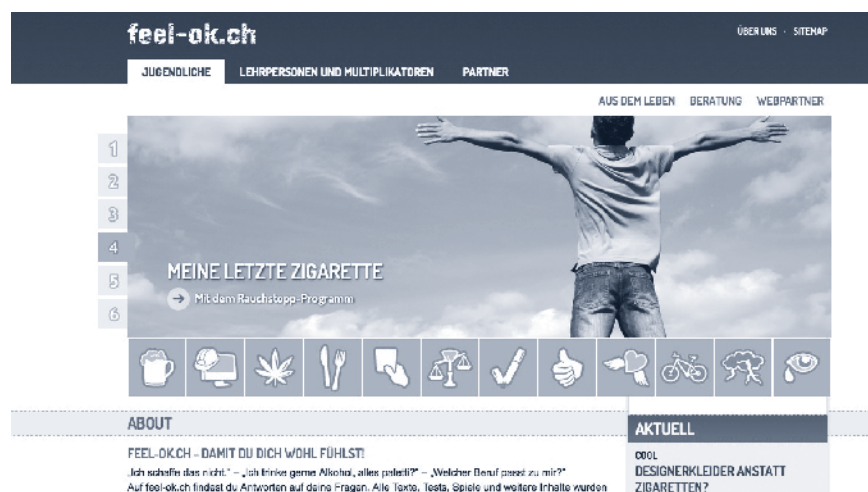 feel-ok.ch
ÜBER UNS · SITEMAP
JUGENDLICHE LEHRPERSONEN UND MULTIPLIKATOREN PARTNER
AUS DEM LEBEN BERATUNG WEBPARTNER
1
2
3
4
5
6
MEINE LETZTE ZIGARETTE
Mit dem Rauchstopp-Programm
ABOUT
FEEL-OK.CH – DAMIT DU DICH WOHL FÜHLST!
„Ich schaffe das nicht." – „Ich trinke gerne Alkohol, alles paletti?" – „Welcher Beruf passt zu mir?"
Auf feel-ok.ch findest du Antworten auf deine Fragen. Alle Texte, Tests, Spiele und weitere Inhalte wurden
AKTUELL
COOL
DESIGNERKLEIDER ANSTATT
ZIGARETTEN?